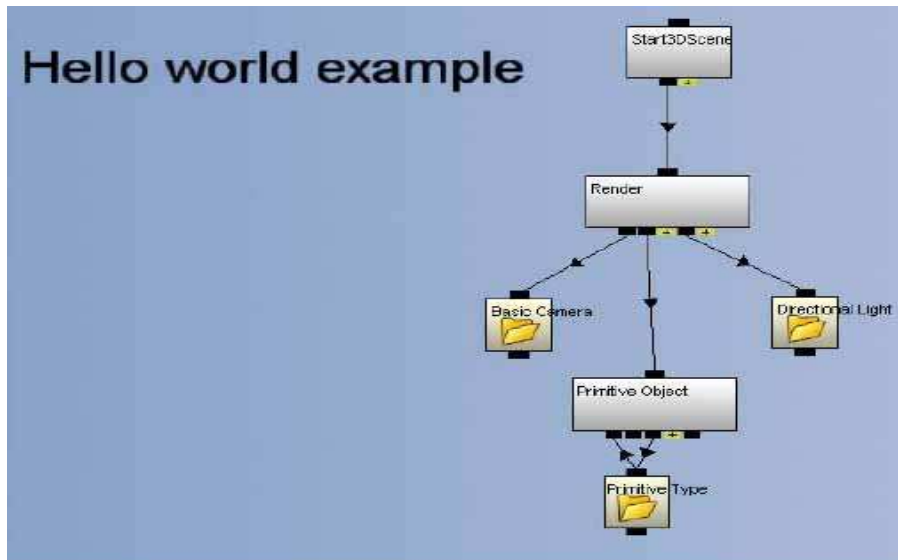 Start3DScene
Hello world example
Render
Basic Camera
Directional Light
Primitive Object
Primitive Type